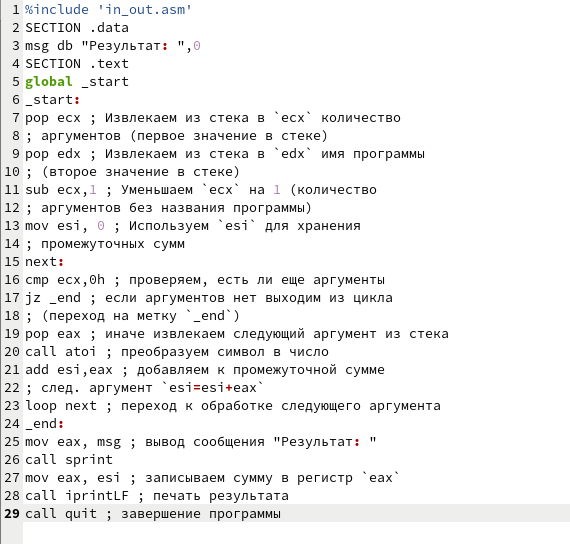 1 %include 'in_out.asm'
2 SECTION .data
3 msg db "Результат: ",0
4 SECTION .text
5 global _start
6 _start:
7 pop ecx ; Извлекаем из стека в `ecx` количество
8 ; аргументов (первое значение в стеке)
9 pop edx ; Извлекаем из стека в `edx` имя программы
10 ; (второе значение в стеке)
11 sub ecx,1 ; Уменьшаем `ecx` на 1 (количество
12 ; аргументов без названия программы)
13 mov esi, 0 ; Используем `esi` для хранения
14 ; промежуточных сумм
15 next:
16 cmp ecx,0h ; проверяем, есть ли еще аргументы
17 jz _end ; если аргументов нет выходим из цикла
18 ; (переход на метку `_end`)
19 pop eax ; иначе извлекаем следующий аргумент из стека
20 call atoi ; преобразуем символ в число
21 add esi,eax ; добавляем к промежуточной сумме
22 ; след. аргумент `esi=esi+eax`
23 loop next ; переход к обработке следующего аргумента
24 _end:
25 mov eax, msg ; вывод сообщения "Результат: "
26 call sprint
27 mov eax, esi ; записываем сумму в регистр `eax`
28 call iprintLF ; печать результата
29 call quit ; завершение программы